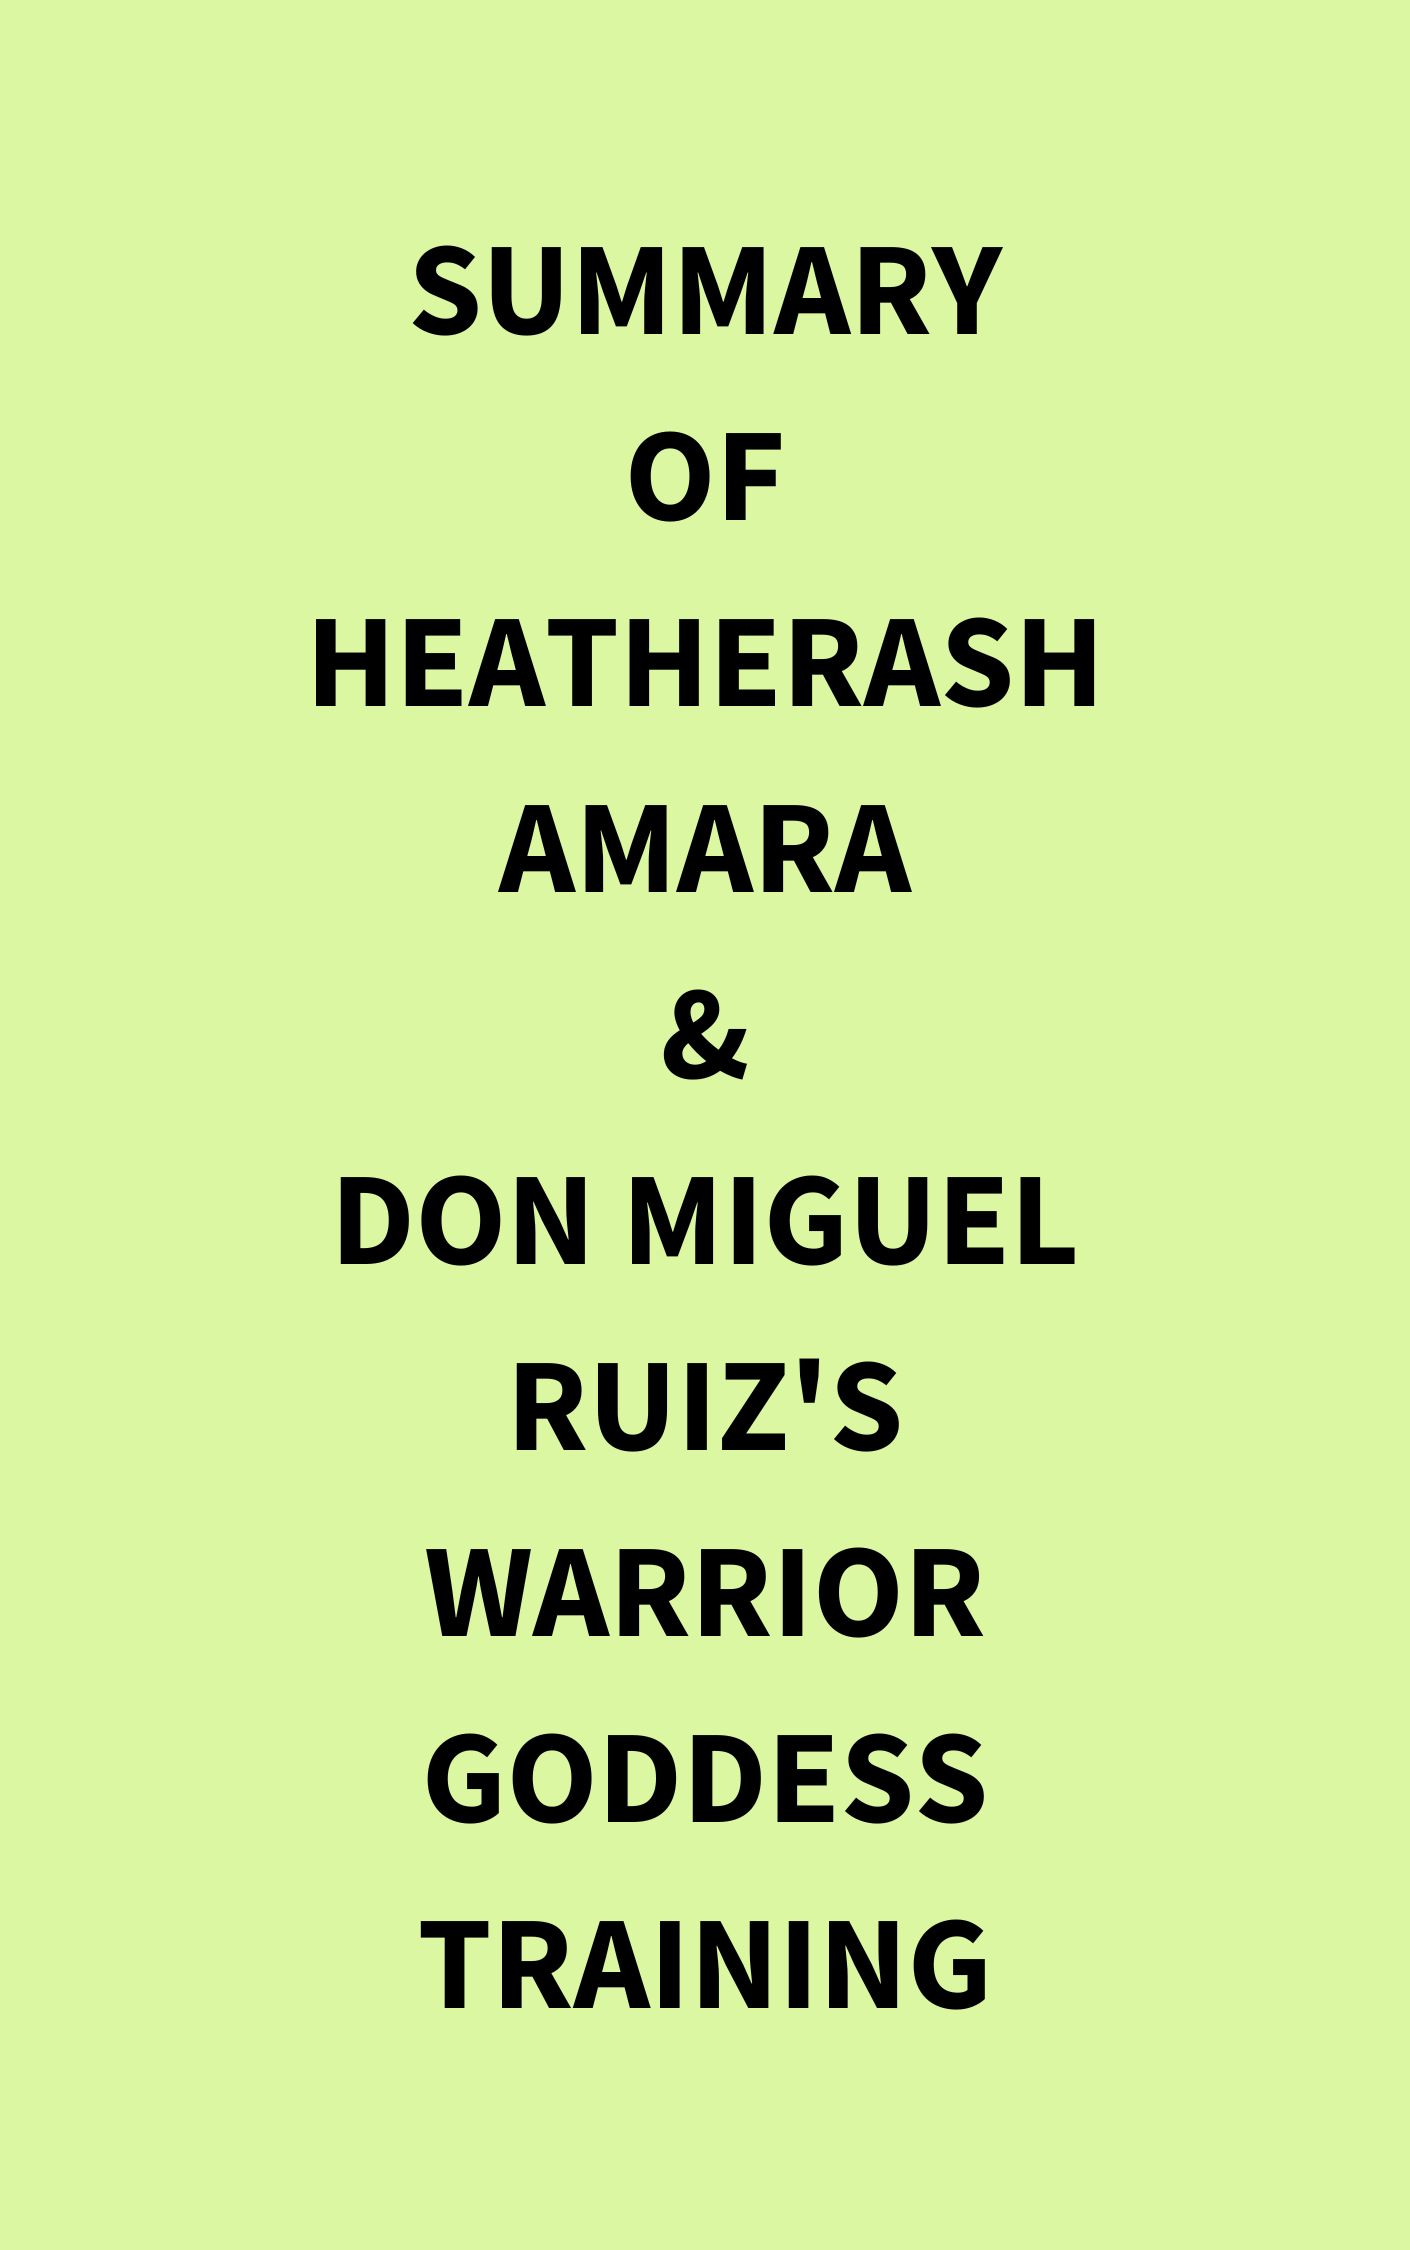 SUMMARY
OF
HEATHERASH
AMARA
&
DON MIGUEL
RUIZ'S
WARRIOR
GODDESS
TRAINING